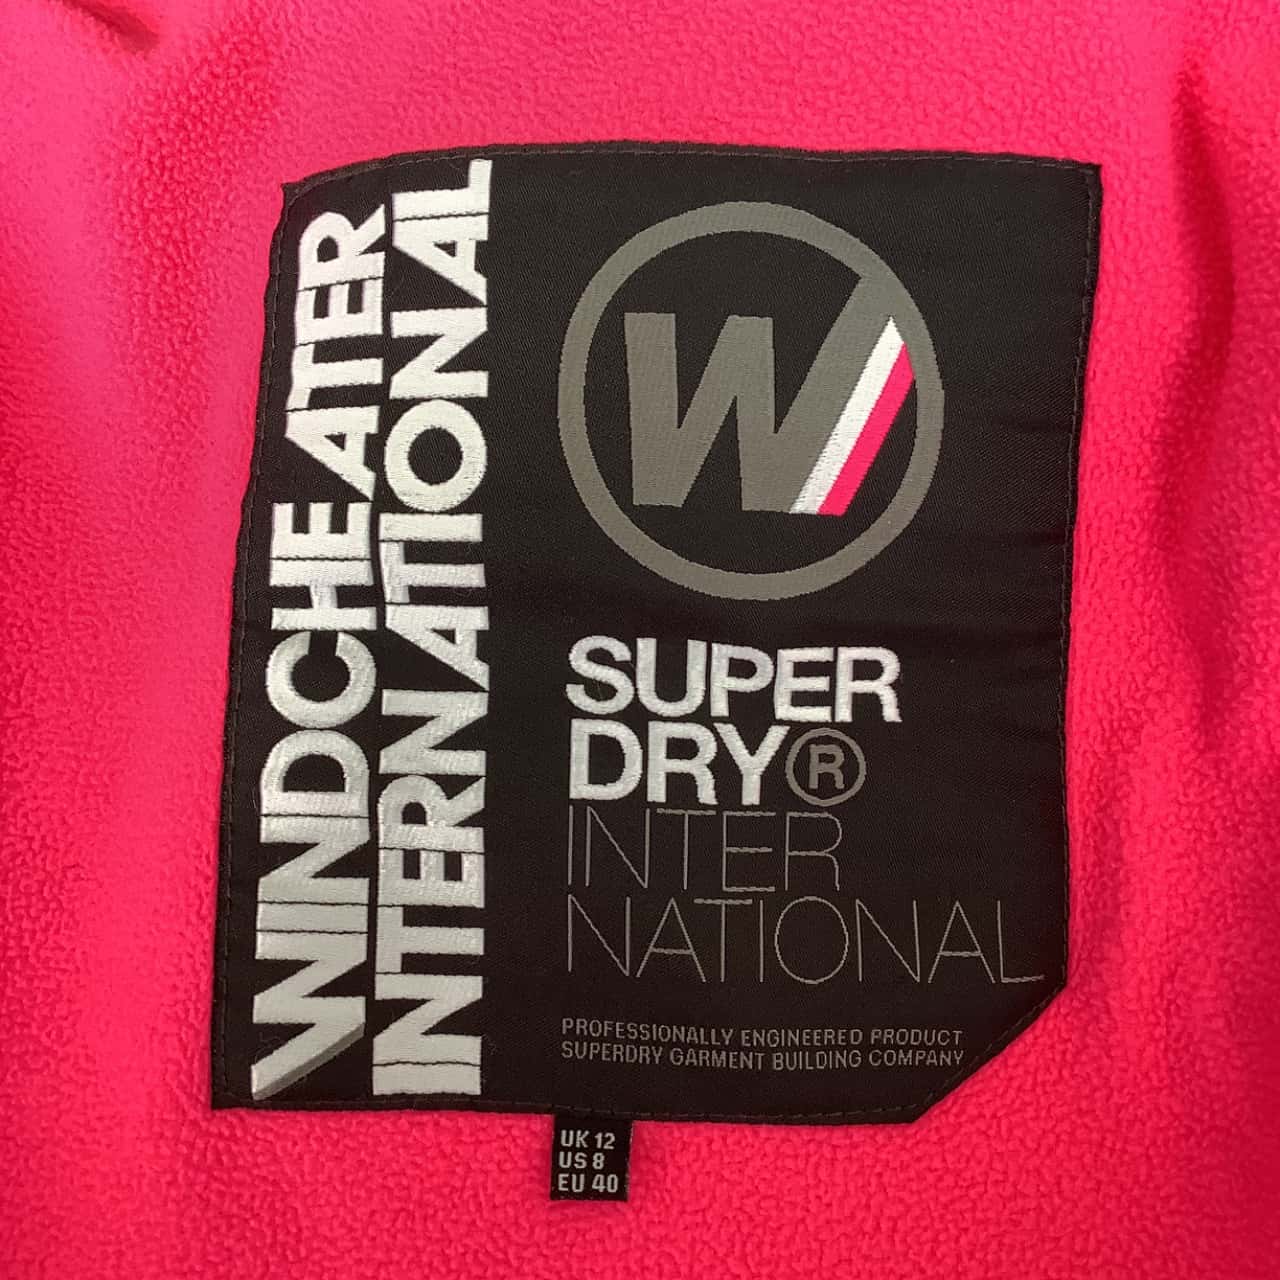 WINDCHEATER
INTERNATIONAL
W
SUPER
DRY®
INTER
NATIONAL
PROFESSIONALLY ENGINEERED PRODUCT
SUPERDRY GARMENT BUILDING COMPANY
UK 12
US 8
EU 40